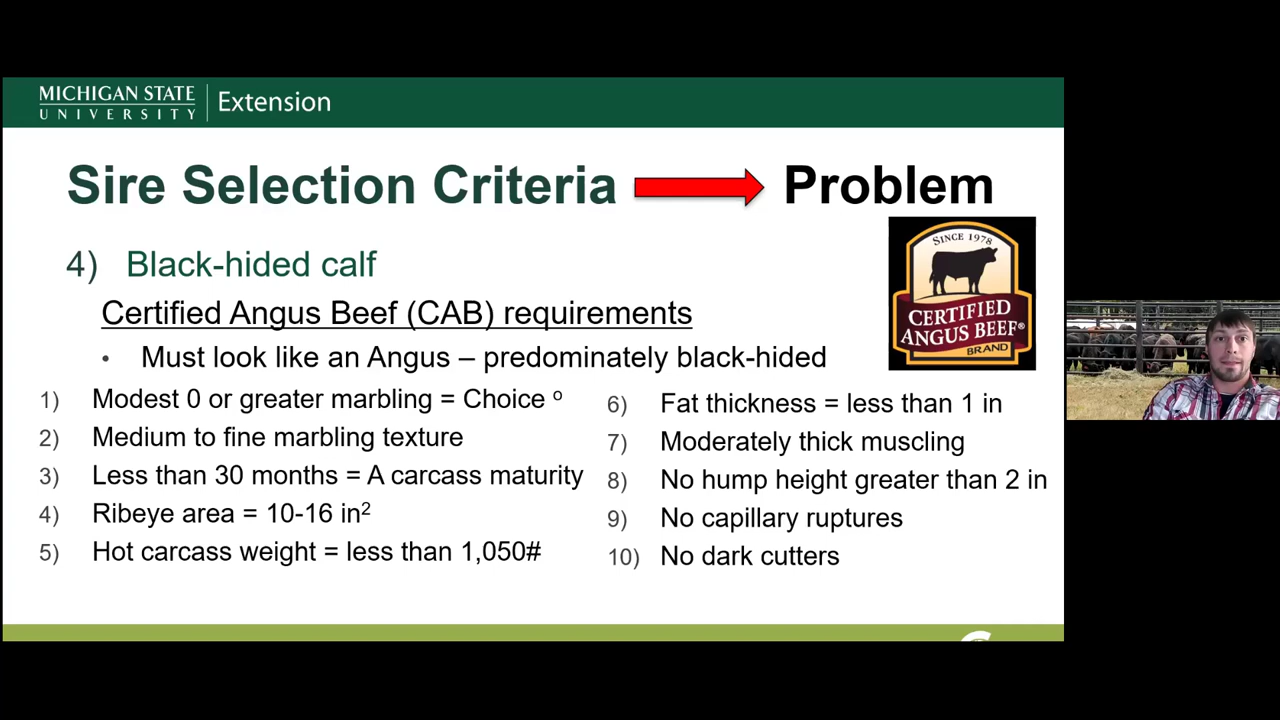 MICHIGAN STATE
UNIVERSITY
Extension
Sire Selection Criteria
Problem
4) Black-hided calf
Certified Angus Beef (CAB) requirements
• Must look like an Angus – predominately black-hided
SINCE 1978
CERTIFIED
ANGUS BEEF®
BRAND
1) Modest 0 or greater marbling = Choice º
2) Medium to fine marbling texture
3) Less than 30 months = A carcass maturity
4) Ribeye area = 10-16 in²
5) Hot carcass weight = less than 1,050#
6) Fat thickness = less than 1 in
7) Moderately thick muscling
8) No hump height greater than 2 in
9) No capillary ruptures
10) No dark cutters